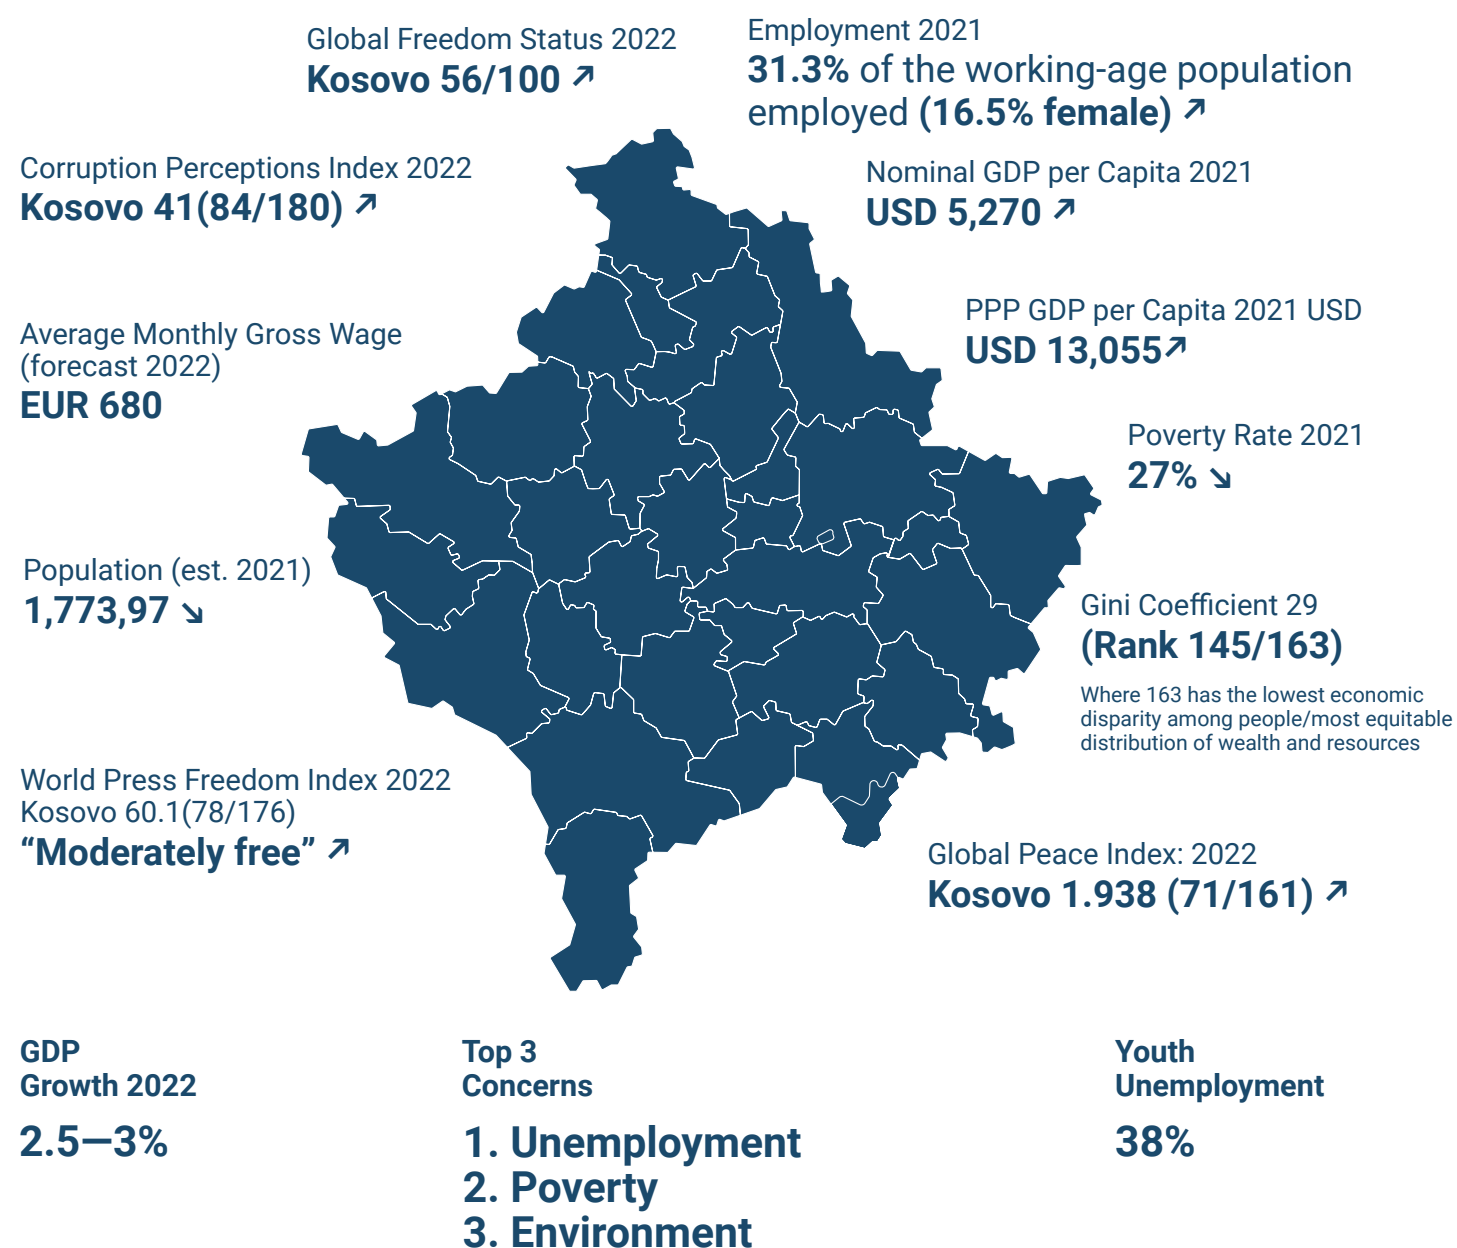 Global Freedom Status 2022
Kosovo 56/100 ↗
Employment 2021
31.3% of the working-age population
employed (16.5% female) ↗
Corruption Perceptions Index 2022
Kosovo 41(84/180) ↗
Nominal GDP per Capita 2021
USD 5,270 ↗
Average Monthly Gross Wage
(forecast 2022)
EUR 680
PPP GDP per Capita 2021 USD
USD 13,055↗
Poverty Rate 2021
27% ↘
Population (est. 2021)
1,773,97 ↘
Gini Coefficient 29
(Rank 145/163)
Where 163 has the lowest economic
disparity among people/most equitable
distribution of wealth and resources
World Press Freedom Index 2022
Kosovo 60.1(78/176)
“Moderately free” ↗
Global Peace Index: 2022
Kosovo 1.938 (71/161) ↗
GDP
Growth 2022
2.5—3%
Top 3
Concerns
1. Unemployment
2. Poverty
3. Environment
Youth
Unemployment
38%